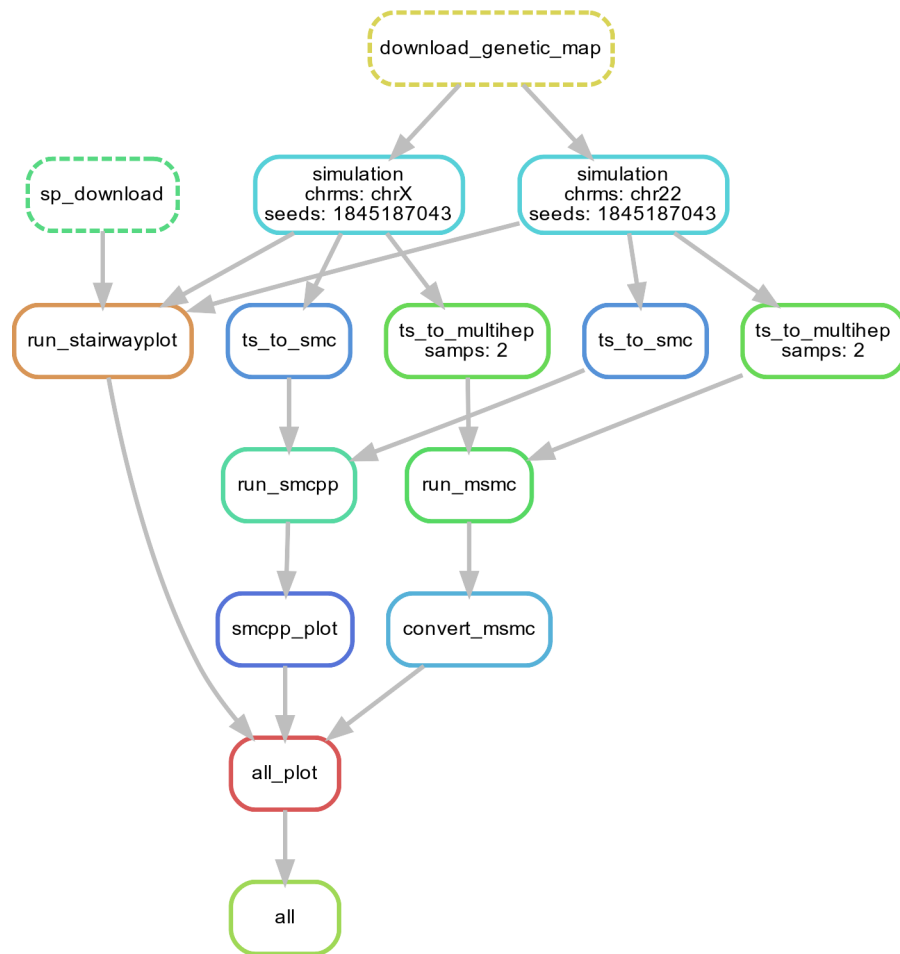 download_genetic_map
sp_download
simulation
chrms: chrX
seeds: 1845187043
simulation
chrms: chr22
seeds: 1845187043
run_stairwayplot
ts_to_smc
ts_to_multihep
samps: 2
ts_to_smc
ts_to_multihep
samps: 2
run_smcpp
run_msmc
smcpp_plot
convert_msmc
all_plot
all